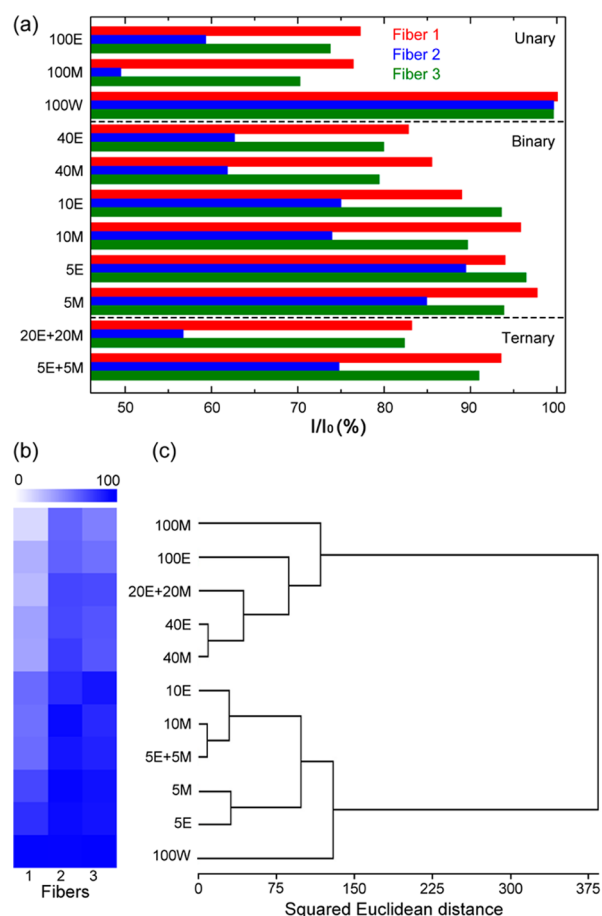 (a)
100E
100M
100W
40E
40M
10E
10M
5E
5M
20E+20M
5E+5M
Fiber 1
Fiber 2
Fiber 3
Unary
Binary
Ternary
50 60 70 80 90 100
I/I0 (%)
(b)
0 100
1 2 3
Fibers
(c)
100M
100E
20E+20M
40E
40M
10E
10M
5E+5M
5M
5E
100W
0 75 150 225 300 375
Squared Euclidean distance